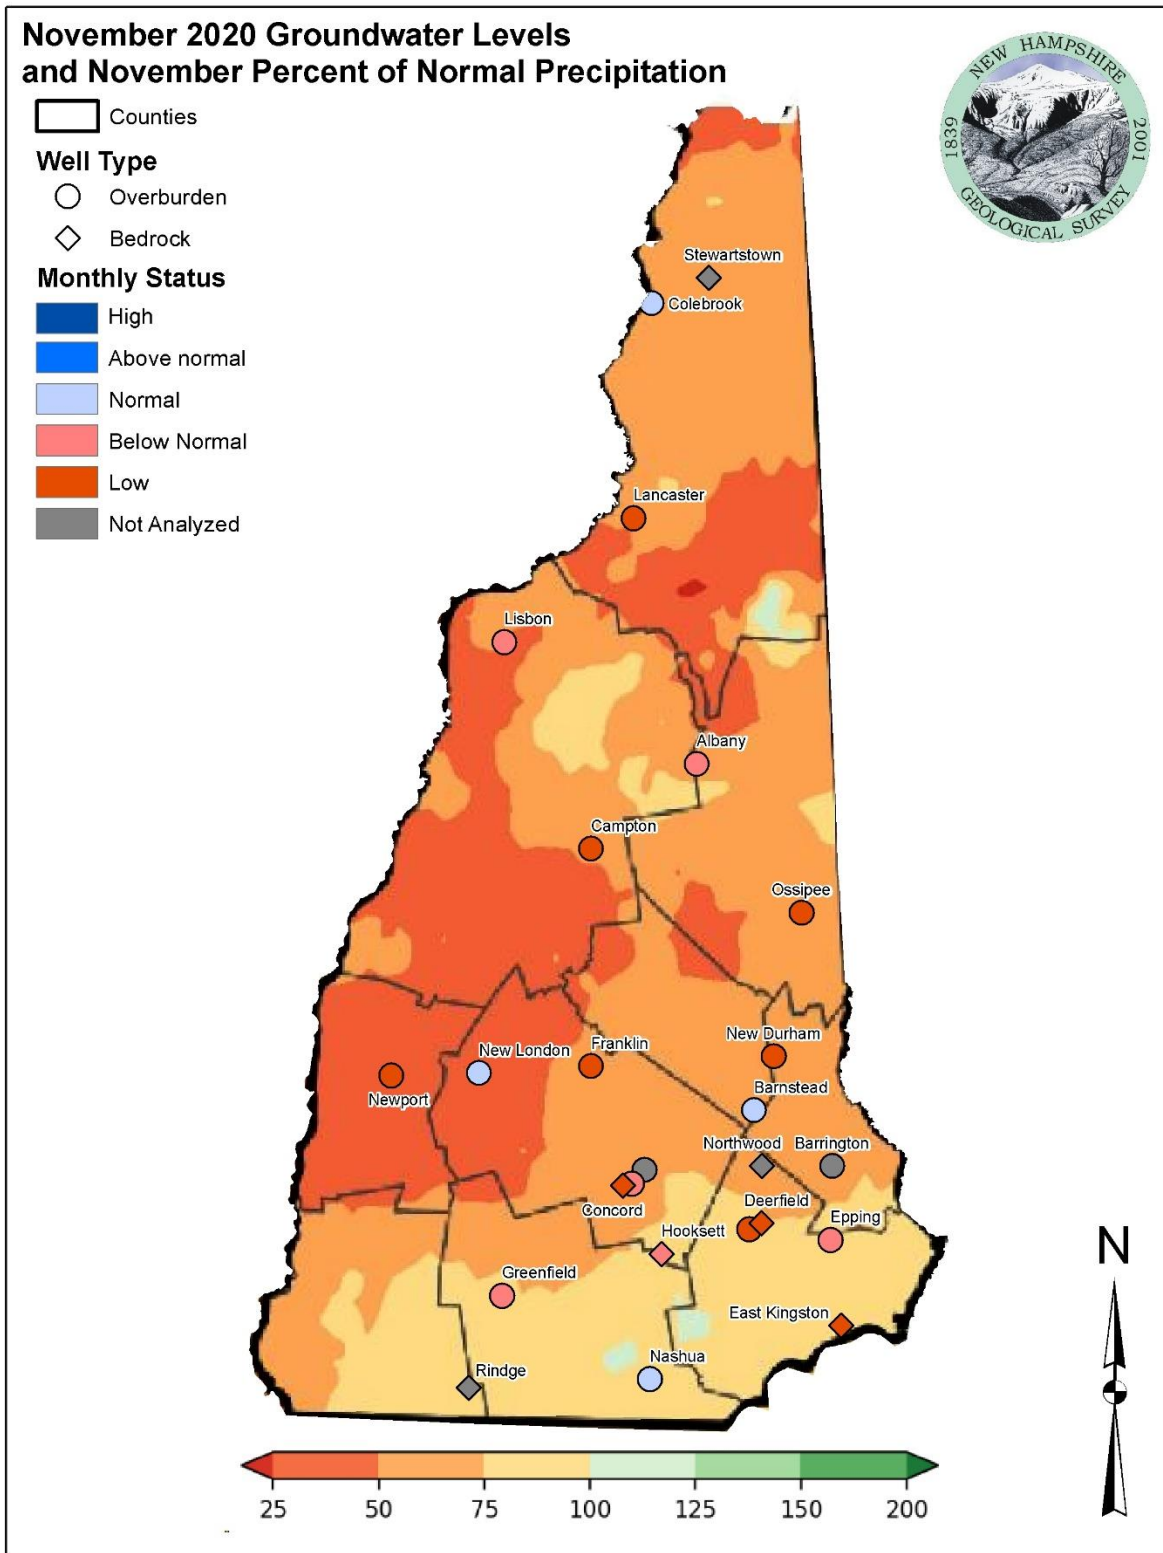 November 2020 Groundwater Levels
and November Percent of Normal Precipitation
Counties
Well Type
Overburden
Bedrock
Monthly Status
High
Above normal
Normal
Below Normal
Low
Not Analyzed
NEW HAMPSHIRE
1839
2001
GEOLOGICAL SURVEY
Stewartstown
Colebrook
Lancaster
Lisbon
Albany
Campton
Ossipee
New Durham
Franklin
New London
Newport
Barnstead
Northwood
Barrington
Concord
Deerfield
Epping
Hooksett
Greenfield
East Kingston
Nashua
Rindge
N
25 50 75 100 125 150 200